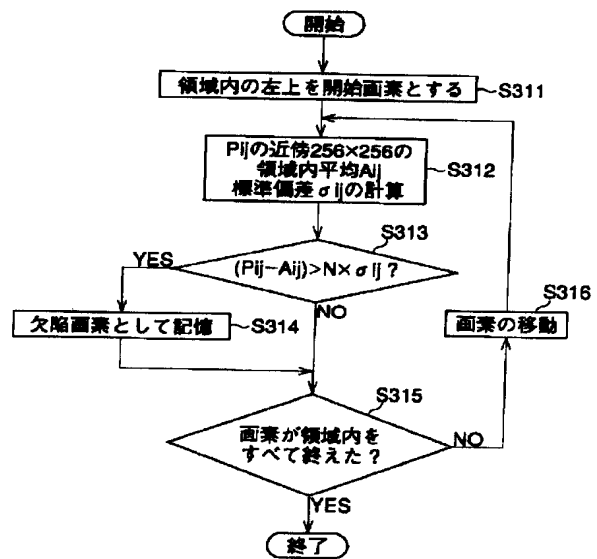 開始
領域内の左上を開始画素とする
S311
Pijの近傍256×256の
領域内平均Aij
標準偏差σijの計算
S312
S313
(Pij−Aij)>N×σij?
YES
NO
欠陥画素として記憶
S314
S316
画素の移動
S315
画素が領域内を
すべて終えた?
NO
YES
終了